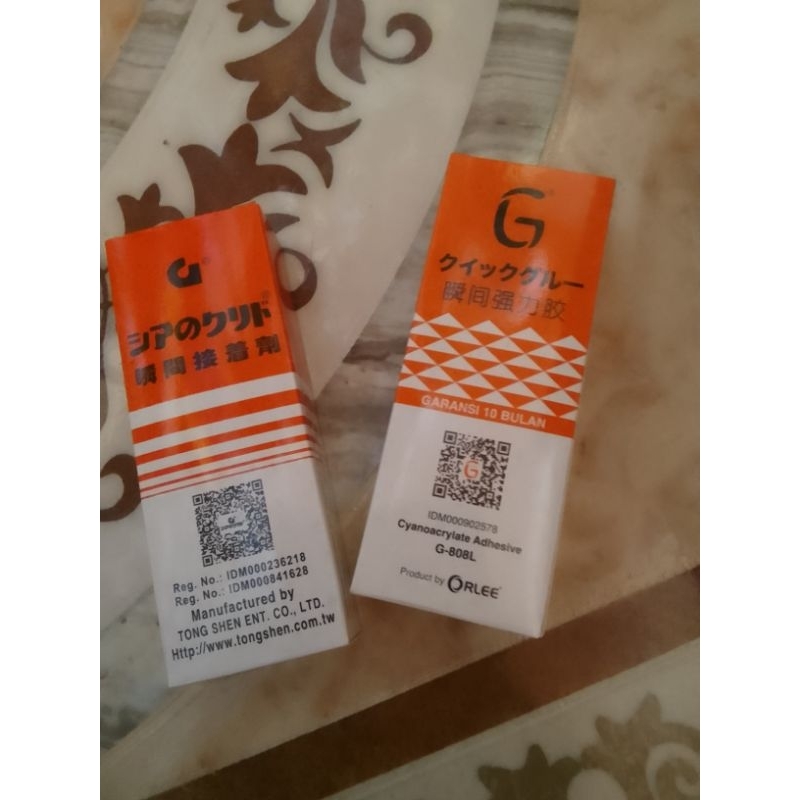 G
シアのクリド
瞬間接着劑
Reg. No.: IDM000236218
Reg. No.: IDM000841628
Manufactured by
TONG SHEN ENT. CO., LTD.
Http://www.tongshen.com.tw
G
クイックグルー
瞬间强力胶
GARANSI 10 BULAN
G
IDM000902578
Cyanoacrylate Adhesive
G-808L
Product by ORLEE